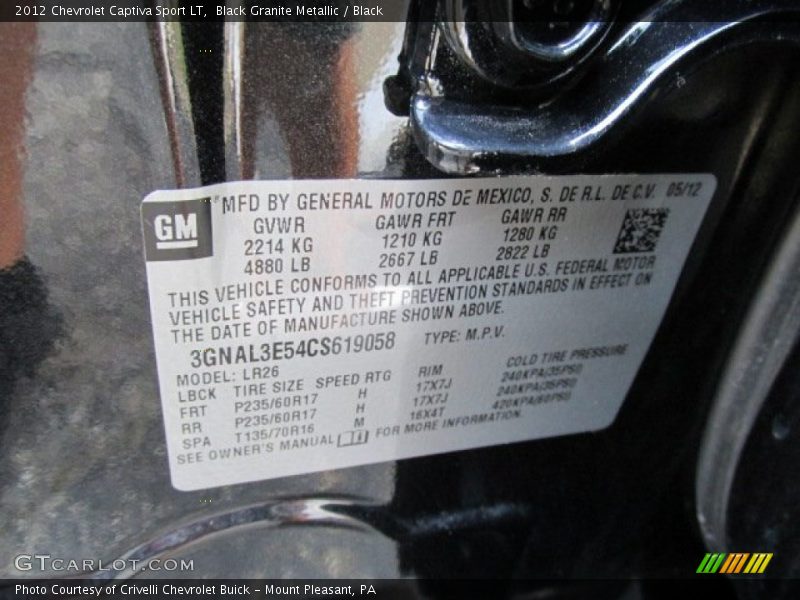 2012 Chevrolet Captiva Sport LT, Black Granite Metallic / Black
GM
MFD BY GENERAL MOTORS DE MEXICO, S. DE R.L. DE C.V. 05/12
GVWR GAWR FRT GAWR RR
2214 KG 1210 KG 1280 KG
4880 LB 2667 LB 2822 LB
THIS VEHICLE CONFORMS TO ALL APPLICABLE U.S. FEDERAL MOTOR
VEHICLE SAFETY AND THEFT PREVENTION STANDARDS IN EFFECT ON
THE DATE OF MANUFACTURE SHOWN ABOVE.
3GNAL3E54CS619058 TYPE: M.P.V.
MODEL: LR26
LBCK TIRE SIZE SPEED RTG RIM COLD TIRE PRESSURE
FRT P235/60R17 H 17X7J 240KPA/35PSI
RR P235/60R17 H 17X7J 240KPA/35PSI
SPA T135/70R16 M 16X4T 420KPA/60PSI
SEE OWNER'S MANUAL FOR MORE INFORMATION.
GTCARLOT.COM
Photo Courtesy of Crivelli Chevrolet Buick - Mount Pleasant, PA